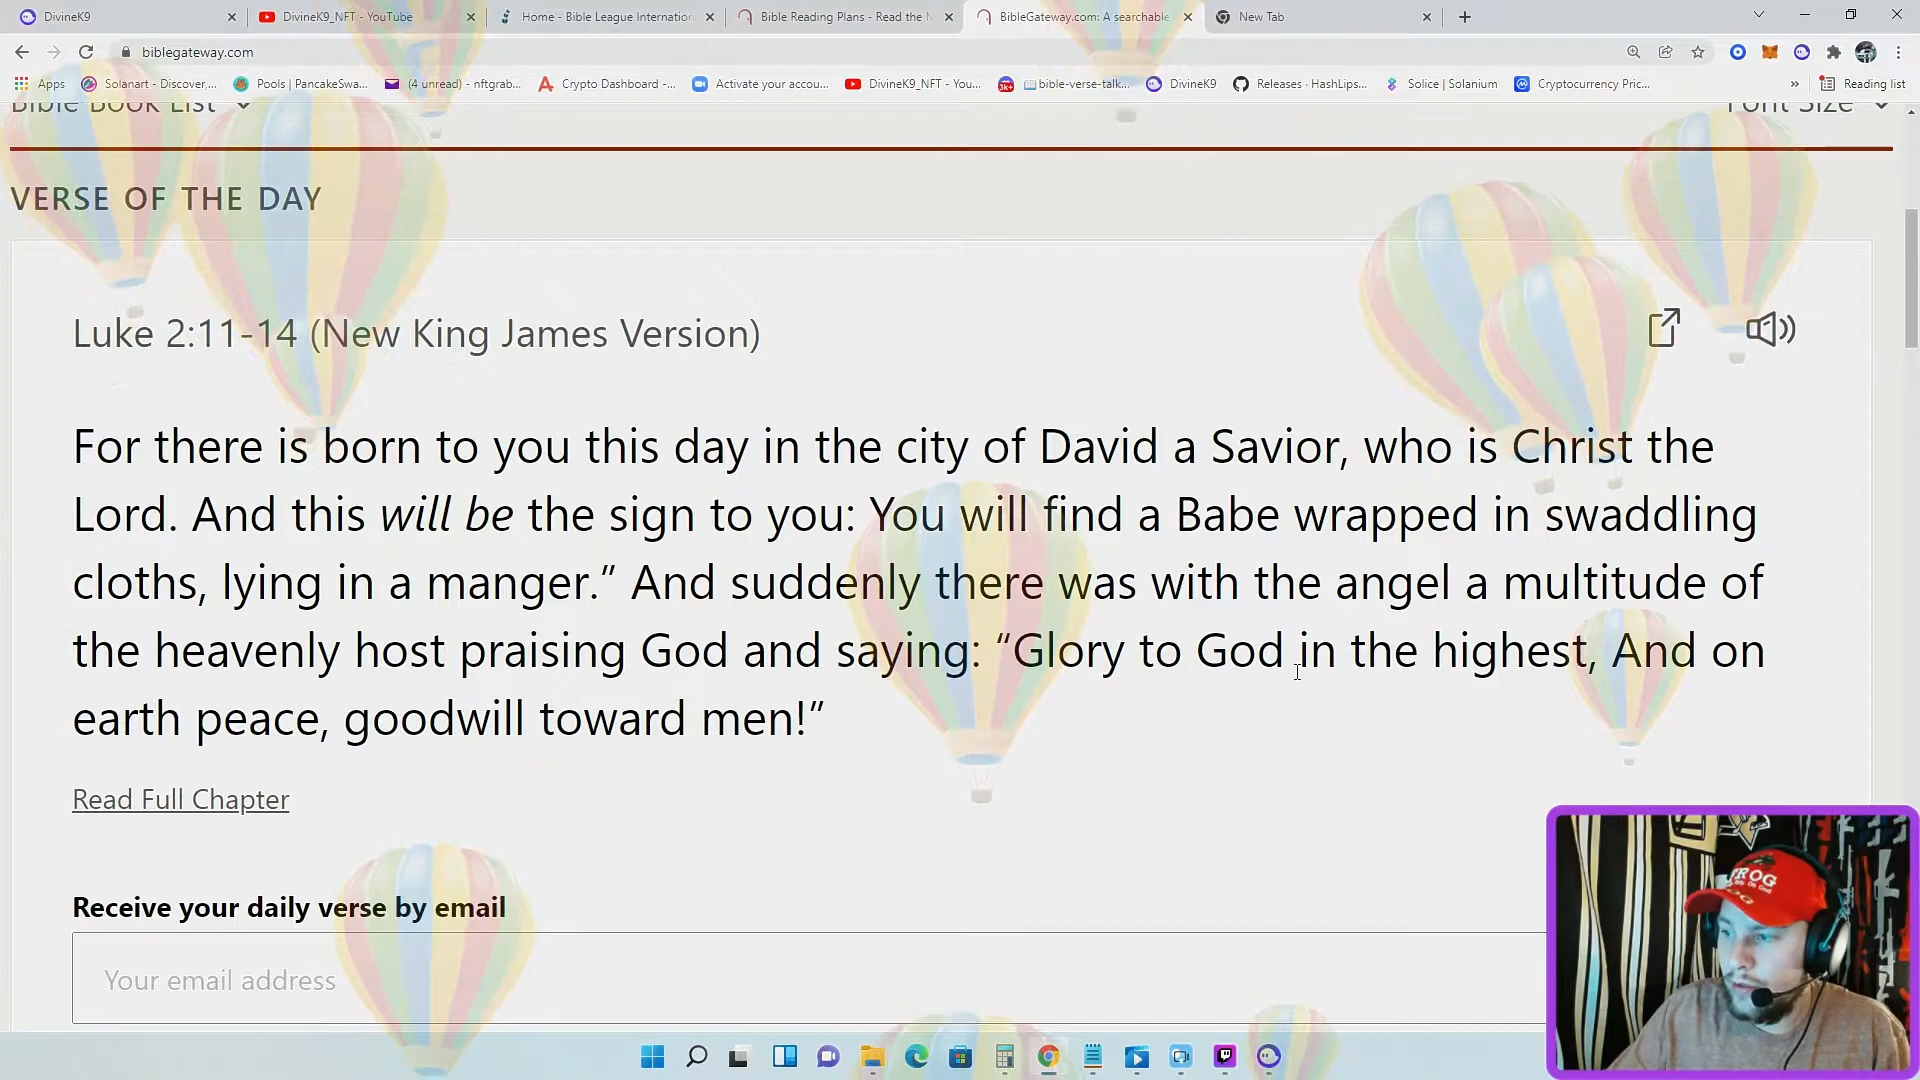 DivineK9
DivineK9_NFT - YouTube
Home - Bible League Internation
Bible Reading Plans - Read the N
BibleGateway.com: A searchable
New Tab
biblegateway.com
Apps
Solanart - Discover,...
Pools | PancakeSwa...
(4 unread) - nftgrab...
Crypto Dashboard -...
Activate your accou...
DivineK9_NFT - You...
bible-verse-talk...
DivineK9
Releases · HashLips...
Solice | Solanium
Cryptocurrency Pric...
»
Reading list
Bible Book List
Font Size
VERSE OF THE DAY
Luke 2:11-14 (New King James Version)
For there is born to you this day in the city of David a Savior, who is Christ the
Lord. And this will be the sign to you: You will find a Babe wrapped in swaddling
cloths, lying in a manger.” And suddenly there was with the angel a multitude of
the heavenly host praising God and saying: “Glory to God in the highest, And on
earth peace, goodwill toward men!”
Read Full Chapter
Receive your daily verse by email
Your email address
FROG